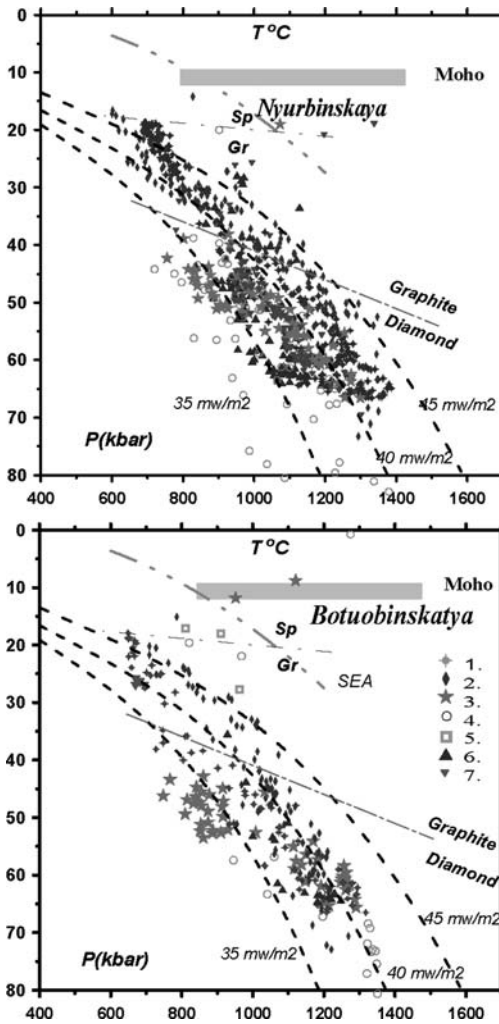 T°C
0
10
20
30
40
50
60
70
80
Moho
Nyurbinskaya
Sp
Gr
Graphite
Diamond
35 mw/m2
45 mw/m2
40 mw/m2
P(kbar)
400 600 800 1000 1200 1400 1600
T°C
0
10
20
30
40
50
60
70
80
Moho
Botuobinskatya
Sp
Gr
SEA
1.
2.
3.
4.
5.
6.
7.
Graphite
Diamond
45 mw/m2
35 mw/m2
40 mw/m2
P(kbar)
400 600 800 1000 1200 1400 1600